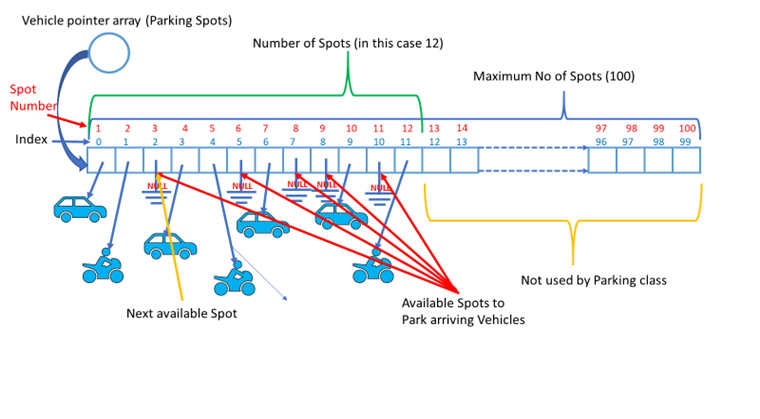 Vehicle pointer array (Parking Spots)
Number of Spots (in this case 12)
Maximum No of Spots (100)
Spot
Number
1 2 3 4 5 6 7 8 9 10 11 12 13 14 97 98 99 100
Index
0 1 2 3 4 5 6 7 8 9 10 11 12 13 96 97 98 99
NULL NULL NULL NULL NULL
Not used by Parking class
Available Spots to
Park arriving Vehicles
Next available Spot